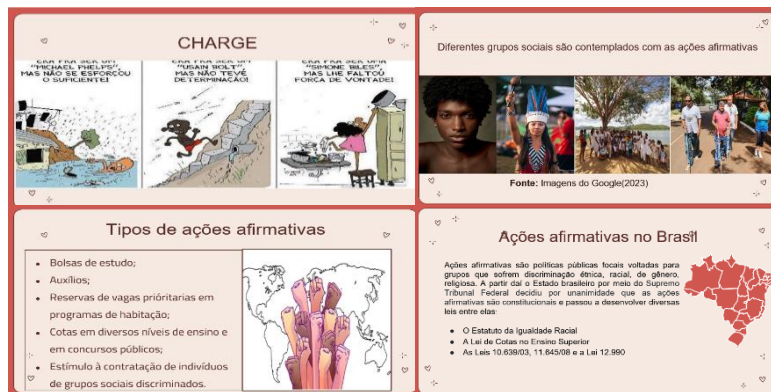 CHARGE
ERA PRA SER UM
"MICHAEL PHELPS",
MAS NÃO SE ESFORÇOU
O SUFICIENTE!
ERA PRA SER UM
"USAIN BOLT",
MAS NÃO TEVE
DETERMINAÇÃO!
ERA PRA SER UMA
"SIMONE BILES",
MAS LHE FALTOU
FORÇA DE VONTADE!
Diferentes grupos sociais são contemplados com as ações afirmativas
Fonte: Imagens do Google(2023)
Tipos de ações afirmativas
• Bolsas de estudo;
• Auxílios;
• Reservas de vagas prióritarias em
programas de habitação;
• Cotas em diversos níveis de ensino e
em concursos públicos;
• Estímulo à contratação de indivíduos
de grupos sociais discriminados.
Ações afirmativas no Brasil
Ações afirmativas são políticas públicas focais voltadas para
grupos que sofrem discriminação étnica, racial, de gênero,
religiosa. A partir daí o Estado brasileiro por meio do Supremo
Tribunal Federal decidiu por unanimidade que as ações
afirmativas são constitucionais e passou a desenvolver diversas
leis entre elas:
• O Estatuto da Igualdade Racial
• A Lei de Cotas no Ensino Superior
• As Leis 10.639/03, 11.645/08 e a Lei 12.990